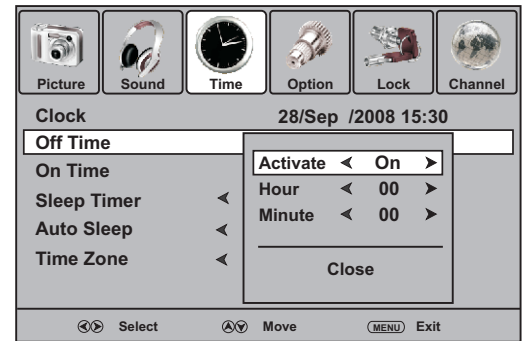 Picture Sound Time Option Lock Channel
Clock 28/Sep /2008 15:30
Off Time
Activate On
On Time
Hour 00
Sleep Timer
Minute 00
Auto Sleep
Time Zone
Close
Select Move MENU Exit